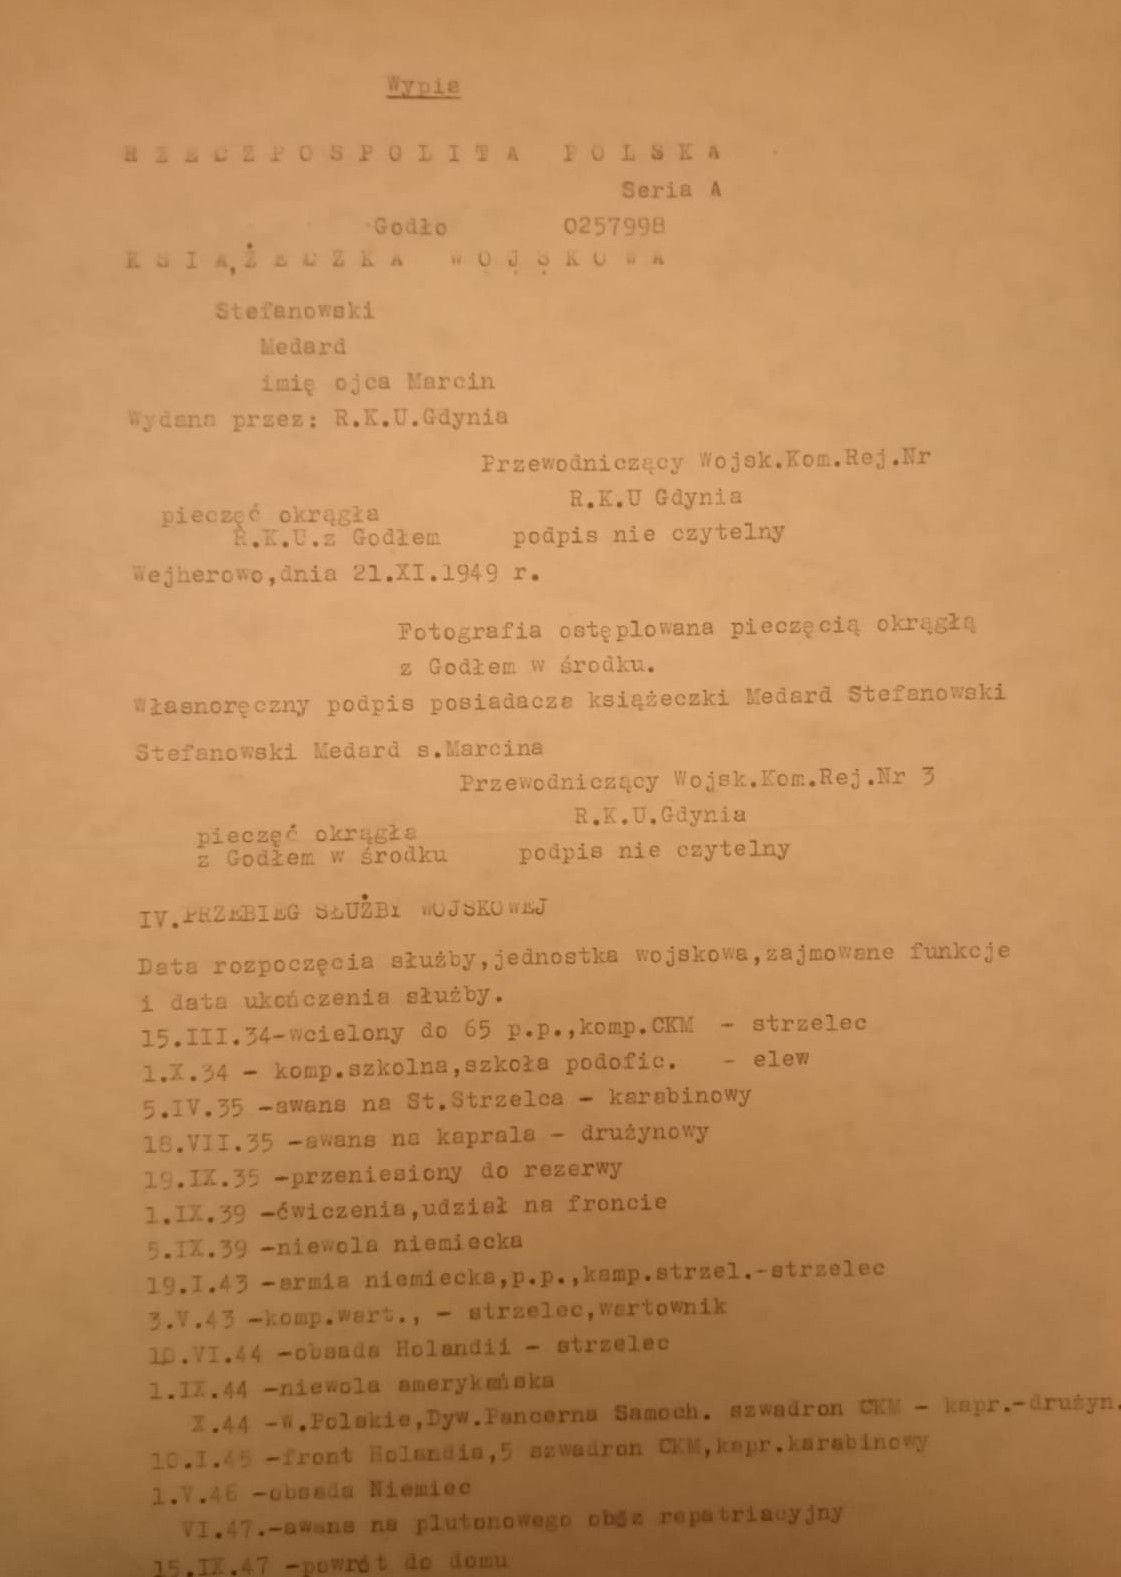 Wypis
RZECZPOSPOLITA POLSKA
Seria A
Godło 0257998
KSIĄŻECZKA WOJSKOWA
Stefanowski
Medard
imię ojca Marcin
Wydana przez: R.K.U.Gdynia
Przewodniczący Wojsk.Kom.Rej.Nr
R.K.U Gdynia
pieczęć okrągła
R.K.U.z Godłem podpis nie czytelny
Wejherowo,dnia 21.XI.1949 r.
Fotografia ostęplowana pieczęcią okrągłą
z Godłem w środku.
Własnoręczny podpis posiadacza książeczki Medard Stefanowski
Stefanowski Medard s.Marcina
Przewodniczący Wojsk.Kom.Rej.Nr 3
R.K.U.Gdynia
pieczęć okrągła
z Godłem w środku podpis nie czytelny
IV.PRZEBIEG SŁUŻBY WOJSKOWEJ
Data rozpoczęcia służby,jednostka wojskowa,zajmowane funkcje
i data ukończenia służby.
15.III.34-wcielony do 65 p.p.,komp.CKM - strzelec
1.X.34 - komp.szkolna,szkoła podofic. - elew
5.IV.35 -awans na St.Strzelca - karabinowy
18.VII.35 -awans na kaprala - drużynowy
19.IX.35 -przeniesiony do rezerwy
1.IX.39 -ćwiczenia,udział na froncie
5.IX.39 -niewola niemiecka
19.I.43 -armia niemiecka,p.p.,kamp.strzel.-strzelec
3.V.43 -komp.wart., - strzelec,wartownik
10.VI.44 -obsada Holandii - strzelec
1.IX.44 -niewola amerykańska
X.44 -W.Polskie,Dyw.Pancerna Samoch. szwadron CKM - kapr.-drużyn.
10.I.45 -front Holandia,5 szwadron CKM,kapr.karabinowy
1.V.46 -obsada Niemiec
VI.47.-awans na plutonowego obóz repatriacyjny
15.IX.47 -powrót do domu